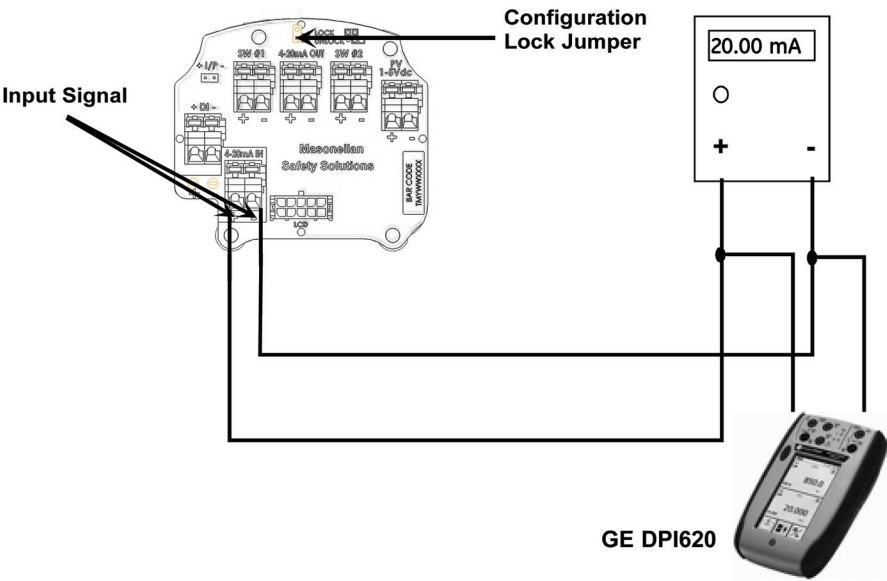 Configuration
Lock Jumper
LOCK
UNLOCK
SW #1
4-20mA OUT
SW #2
+ I/P -
PV
1-5Vdc
+ -
+ -
+ -
Input Signal
+ DI -
+ -
4-20mA IN
Masoneilan
Safety Solutions
BAR CODE
TMYWWXXXX
LCD
20.00 mA
+ -
850.0
20.000
GE DPI620